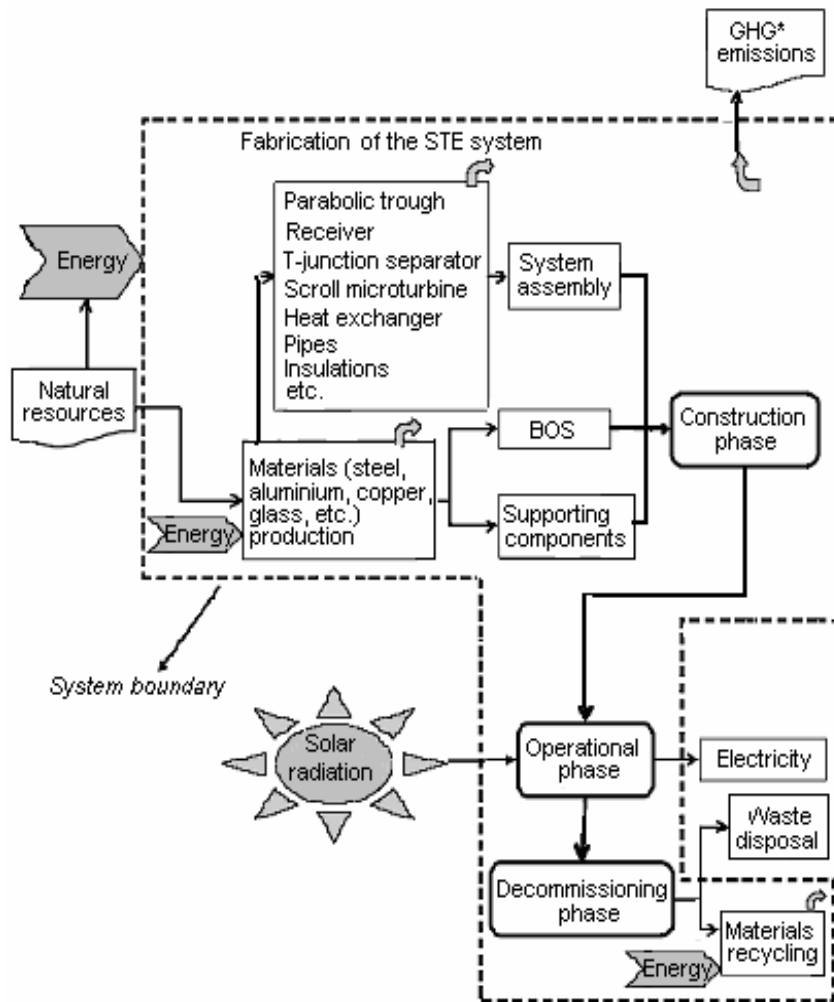 GHG*
emissions
Fabrication of the STE system
Parabolic trough
Receiver
T-junction separator
Scroll microturbine
Heat exchanger
Pipes
Insulations
etc.
System
assembly
Energy
Natural
resources
Materials (steel,
aluminium, copper,
glass, etc.)
production
Energy
BOS
Supporting
components
Construction
phase
System boundary
Solar
radiation
Operational
phase
Electricity
Waste
disposal
Decommissioning
phase
Materials
recycling
Energy